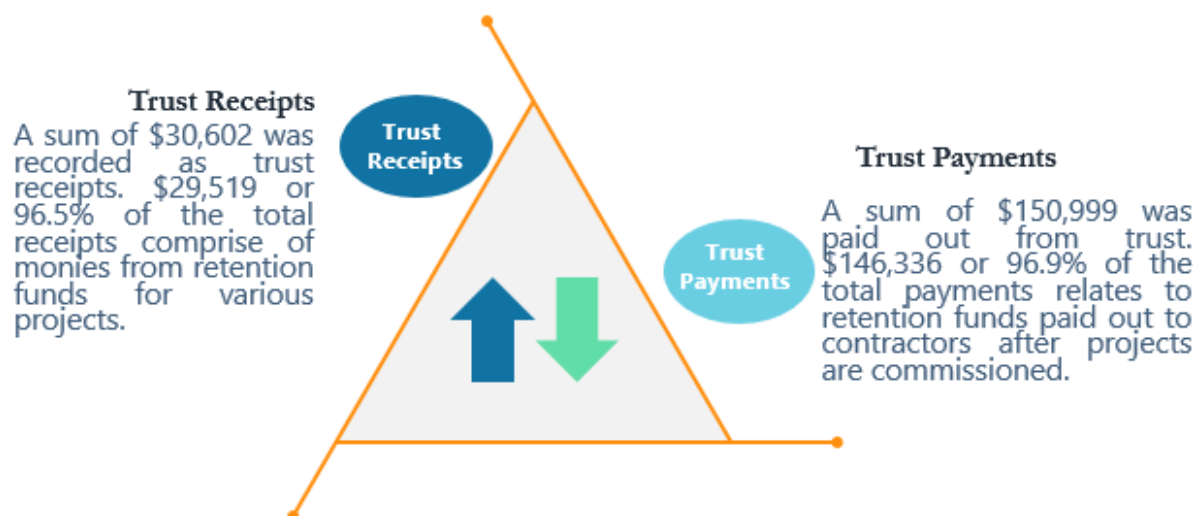 Trust Receipts
A sum of $30,602 was
recorded as trust
receipts. $29,519 or
96.5% of the total
receipts comprise of
monies from retention
funds for various
projects.
Trust
Receipts
Trust
Payments
Trust Payments
A sum of $150,999 was
paid out from trust.
$146,336 or 96.9% of the
total payments relates to
retention funds paid out to
contractors after projects
are commissioned.